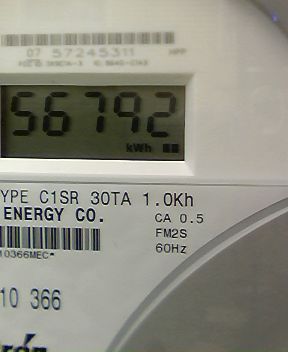 07 57245311 HPP
56792
kWh
YPE C1SR 30TA 1.0Kh
ENERGY CO.
CA 0.5
FM2S
60Hz
10366MEC*
10 366